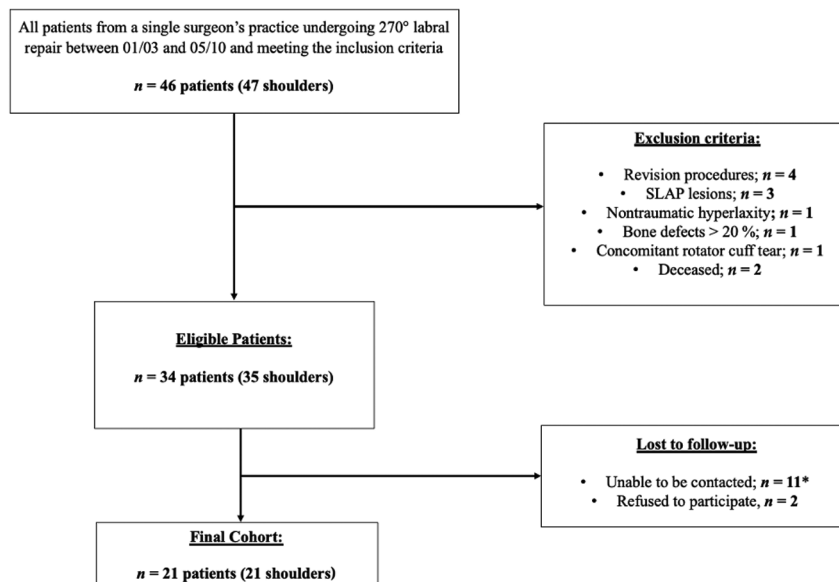 All patients from a single surgeon's practice undergoing 270° labral
repair between 01/03 and 05/10 and meeting the inclusion criteria
n = 46 patients (47 shoulders)
Exclusion criteria:
• Revision procedures; n = 4
• SLAP lesions; n = 3
• Nontraumatic hyperlaxity; n = 1
• Bone defects > 20 %; n = 1
• Concomitant rotator cuff tear; n = 1
• Deceased; n = 2
Eligible Patients:
n = 34 patients (35 shoulders)
Lost to follow-up:
• Unable to be contacted; n = 11*
• Refused to participate, n = 2
Final Cohort:
n = 21 patients (21 shoulders)